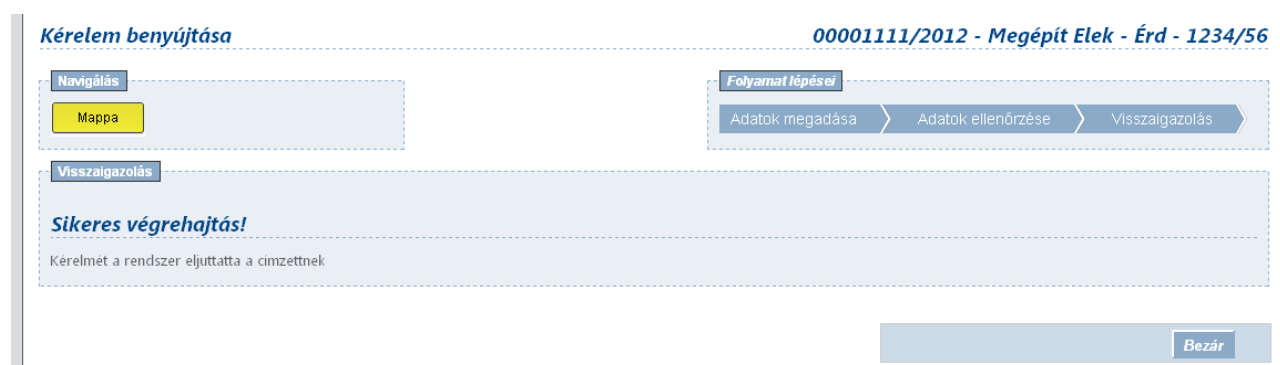 Kérelem benyújtása
00001111/2012 - Megépít Elek - Érd - 1234/56
Navigálás
Mappa
Folyamat lépései
Adatok megadása
Adatok ellenőrzése
Visszaigazolás
Visszaigazolás
Sikeres végrehajtás!
Kérelmét a rendszer eljuttatta a címzettnek
Bezár